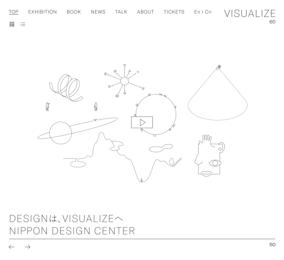 TOP EXHIBITION BOOK NEWS TALK ABOUT TICKETS En | Cn VISUALIZE
60
DESIGNは、VISUALIZEへ
NIPPON DESIGN CENTER
60